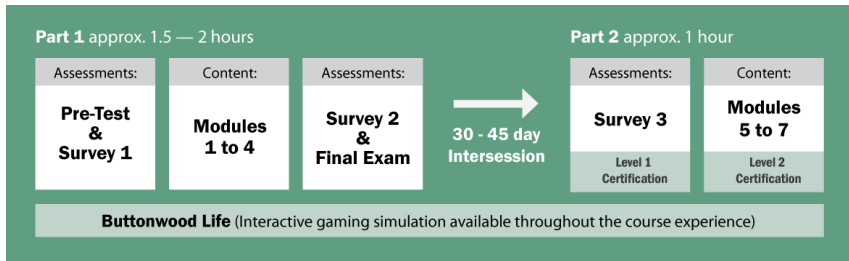 Part 1 approx. 1.5 — 2 hours
Assessments:
Pre-Test
&
Survey 1
Content:
Modules
1 to 4
Assessments:
Survey 2
&
Final Exam
30 - 45 day
Intersession
Part 2 approx. 1 hour
Assessments:
Survey 3
Level 1
Certification
Content:
Modules
5 to 7
Level 2
Certification
Buttonwood Life (Interactive gaming simulation available throughout the course experience)